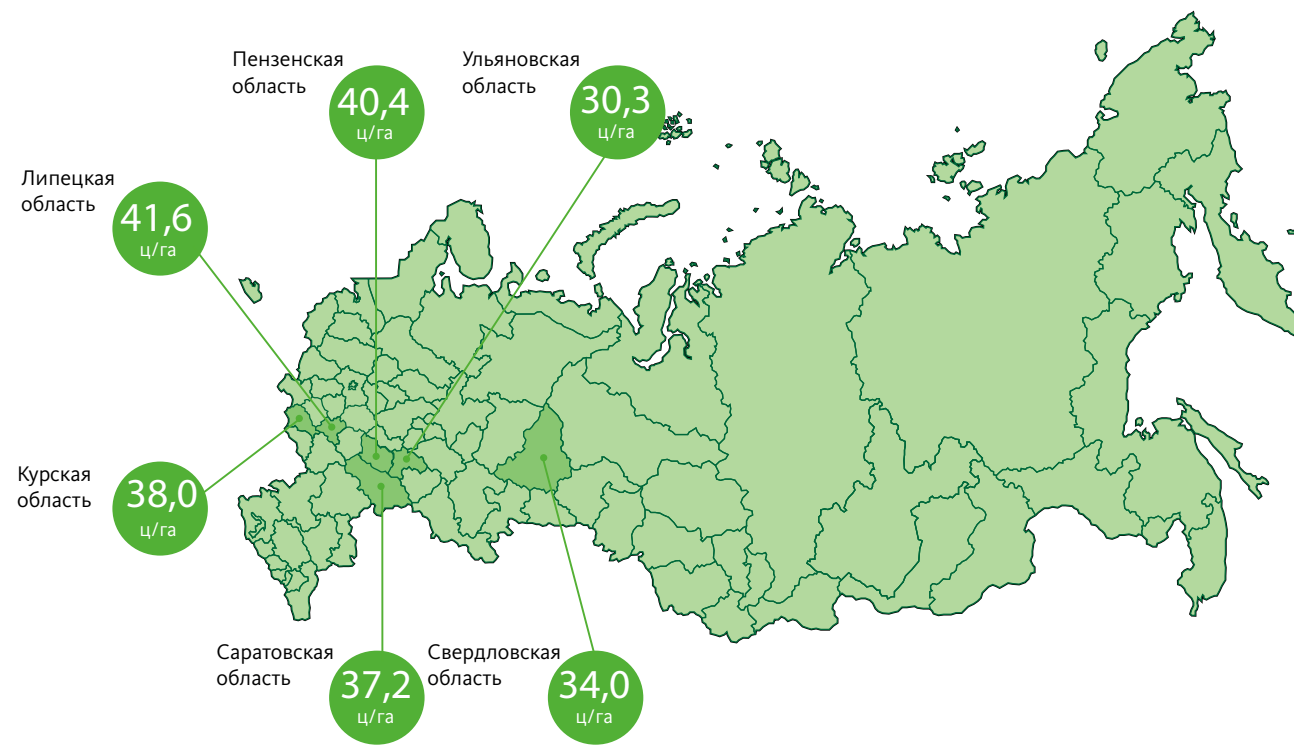 Пензенская
область
40,4
ц/га
Ульяновская
область
30,3
ц/га
Липецкая
область
41,6
ц/га
Курская
область
38,0
ц/га
Саратовская
область
37,2
ц/га
Свердловская
область
34,0
ц/га